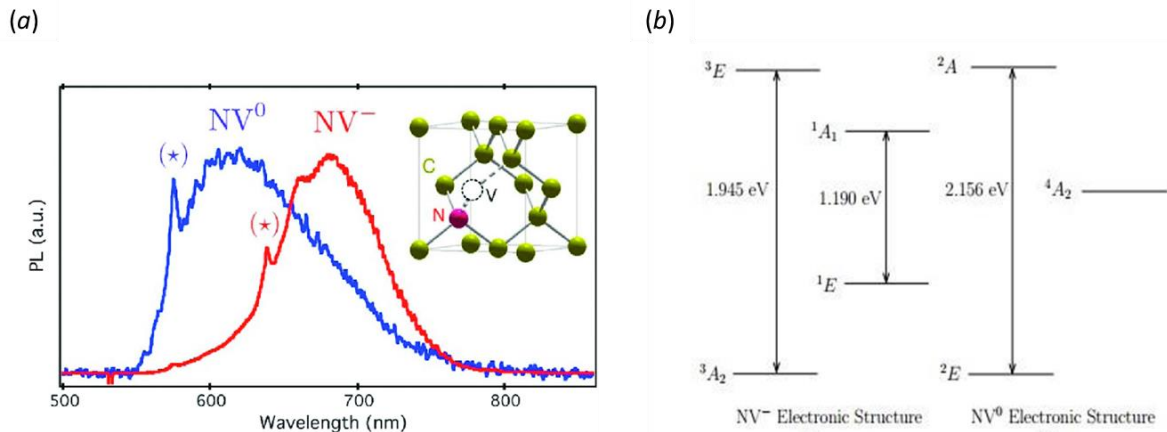 (a)
NV⁰
NV⁻
(⋆)
(⋆)
C
V
N
PL (a.u.)
500
600
700
800
Wavelength (nm)
(b)
³E
¹A₁
1.945 eV
1.190 eV
¹E
³A₂
NV⁻ Electronic Structure
²A
2.156 eV
⁴A₂
²E
NV⁰ Electronic Structure